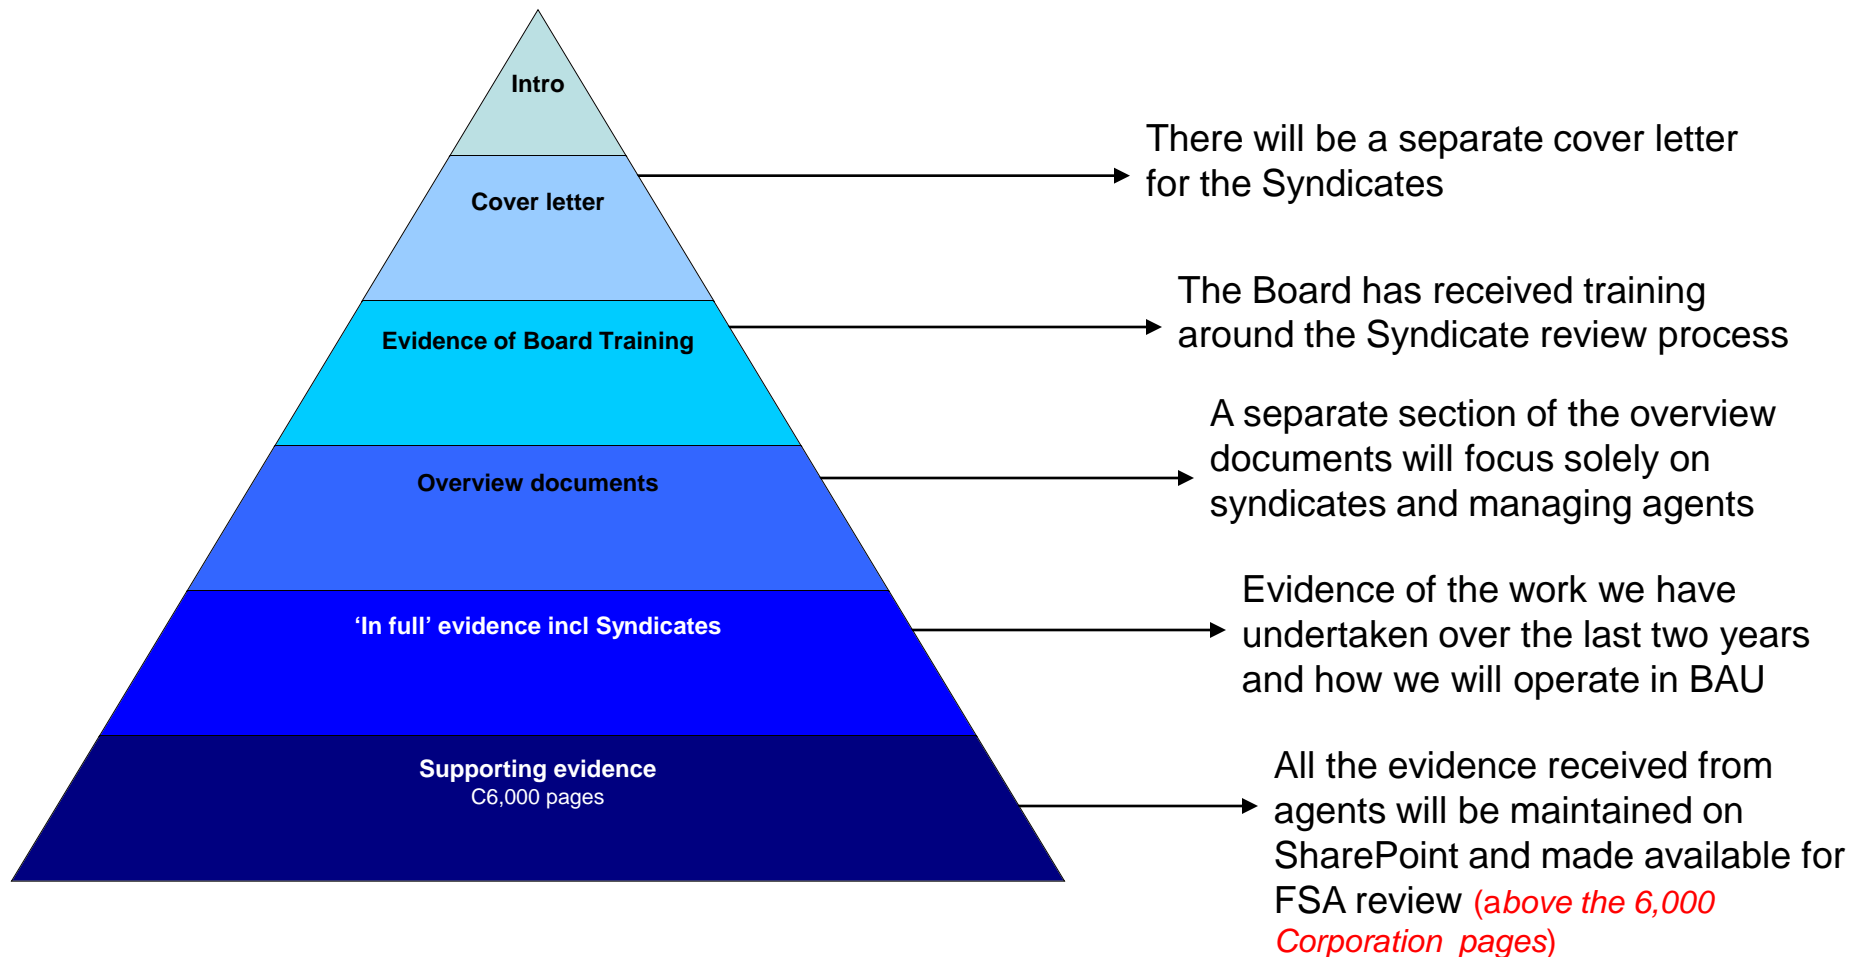 Intro
Cover letter
There will be a separate cover letter
for the Syndicates
Evidence of Board Training
The Board has received training
around the Syndicate review process
Overview documents
A separate section of the overview
documents will focus solely on
syndicates and managing agents
‘In full’ evidence incl Syndicates
Evidence of the work we have
undertaken over the last two years
and how we will operate in BAU
Supporting evidence
C6,000 pages
All the evidence received from
agents will be maintained on
SharePoint and made available for
FSA review (above the 6,000
Corporation pages)